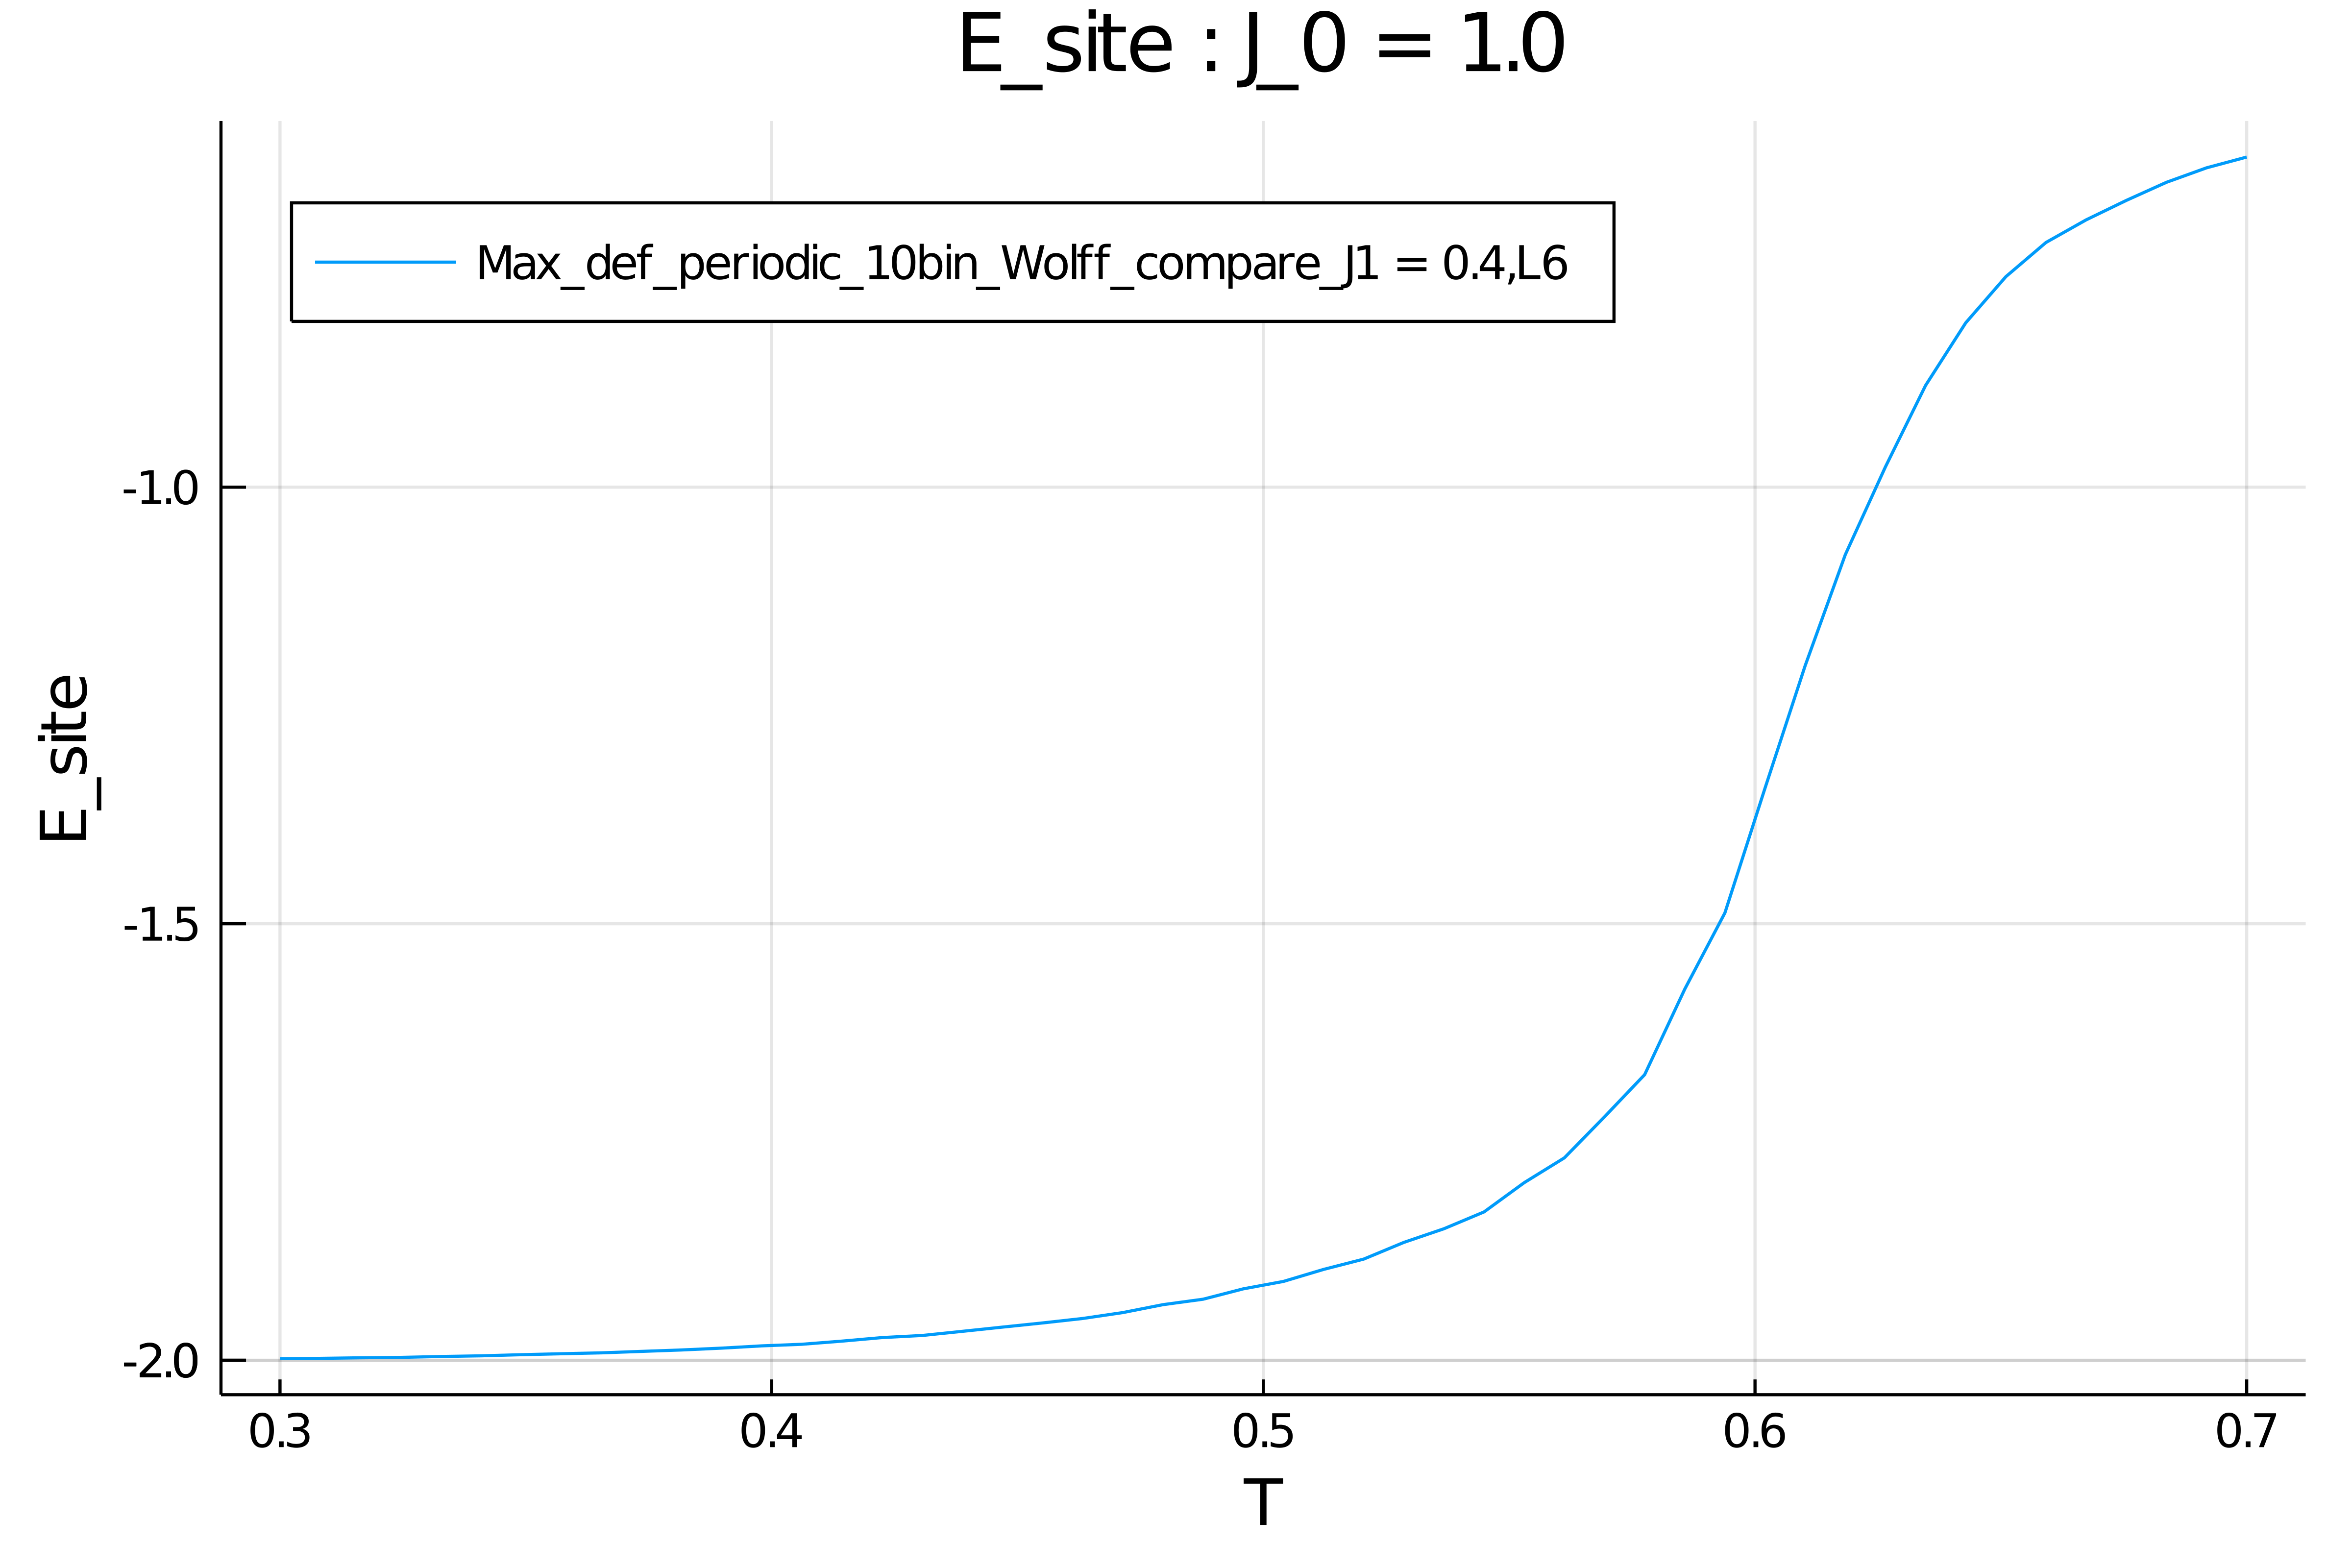 E_site : J_0 = 1.0
Max_def_periodic_10bin_Wolff_compare_J1 = 0.4,L6
E_site
-1.0
-1.5
-2.0
0.3
0.4
0.5
0.6
0.7
T